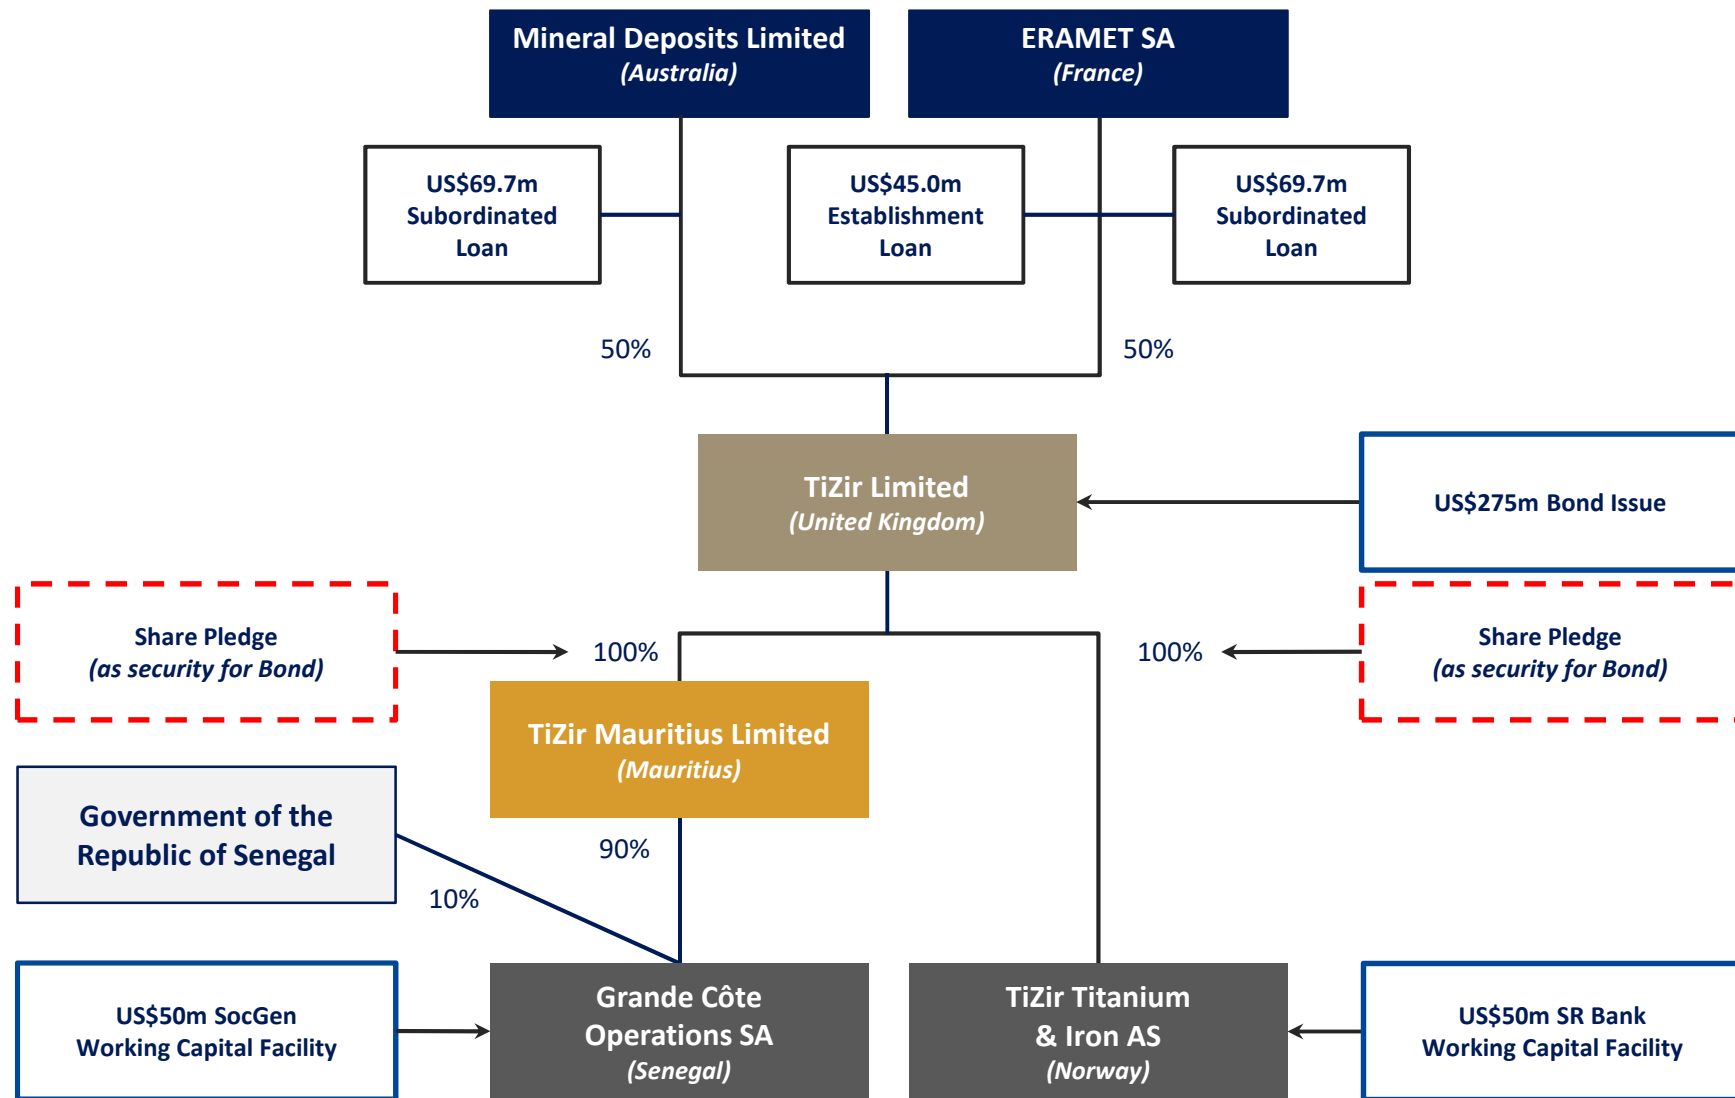 Mineral Deposits Limited
(Australia)
ERAMET SA
(France)
US$69.7m
Subordinated
Loan
US$45.0m
Establishment
Loan
US$69.7m
Subordinated
Loan
50%
50%
TiZir Limited
(United Kingdom)
US$275m Bond Issue
Share Pledge
(as security for Bond)
100%
100%
Share Pledge
(as security for Bond)
TiZir Mauritius Limited
(Mauritius)
Government of the
Republic of Senegal
90%
10%
US$50m SocGen
Working Capital Facility
Grande Côte
Operations SA
(Senegal)
TiZir Titanium
& Iron AS
(Norway)
US$50m SR Bank
Working Capital Facility